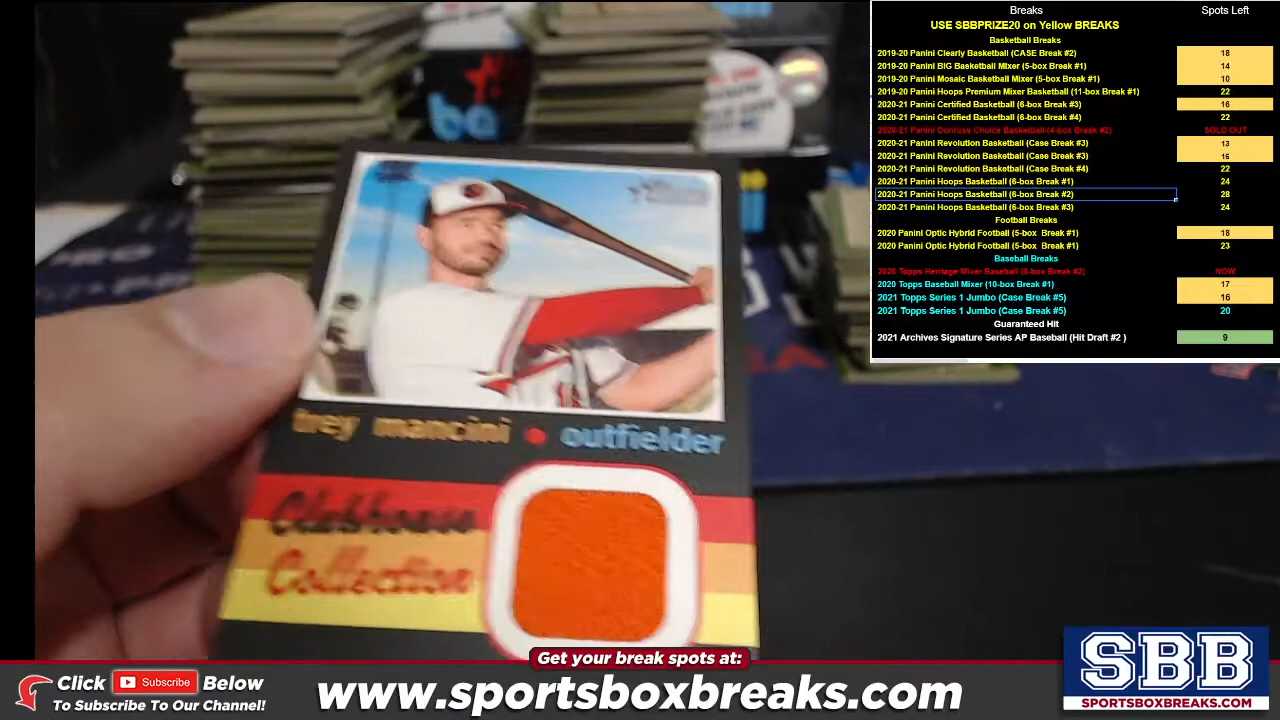 Breaks Spots Left
USE SBBPRIZE20 on Yellow BREAKS
Basketball Breaks
2019-20 Panini Clearly Basketball (CASE Break #2) 18
2019-20 Panini BIG Basketball Mixer (5-box Break #1) 14
2019-20 Panini Mosaic Basketball Mixer (5-box Break #1) 10
2019-20 Panini Hoops Premium Mixer Basketball (11-box Break #1) 22
2020-21 Panini Certified Basketball (6-box Break #3) 16
2020-21 Panini Certified Basketball (6-box Break #4) 22
2020-21 Panini Donruss Choice Basketball (4-box Break #2) SOLD OUT
2020-21 Panini Revolution Basketball (Case Break #3) 13
2020-21 Panini Revolution Basketball (Case Break #3) 16
2020-21 Panini Revolution Basketball (Case Break #4) 22
2020-21 Panini Hoops Basketball (6-box Break #1) 24
2020-21 Panini Hoops Basketball (6-box Break #2) 28
2020-21 Panini Hoops Basketball (6-box Break #3) 24
Football Breaks
2020 Panini Optic Hybrid Football (5-box Break #1) 18
2020 Panini Optic Hybrid Football (5-box Break #1) 23
Baseball Breaks
2020 Topps Heritage Mixer Baseball (8-box Break #2) NOW
2020 Topps Baseball Mixer (10-box Break #1) 17
2021 Topps Series 1 Jumbo (Case Break #5) 16
2021 Topps Series 1 Jumbo (Case Break #5) 20
Guaranteed Hit
2021 Archives Signature Series AP Baseball (Hit Draft #2 ) 9
trey mancini • outfielder
Clubhouse
Collection
Get your break spots at:
Click Subscribe Below
To Subscribe To Our Channel!
www.sportsboxbreaks.com
SBB
SPORTSBOXBREAKS.COM